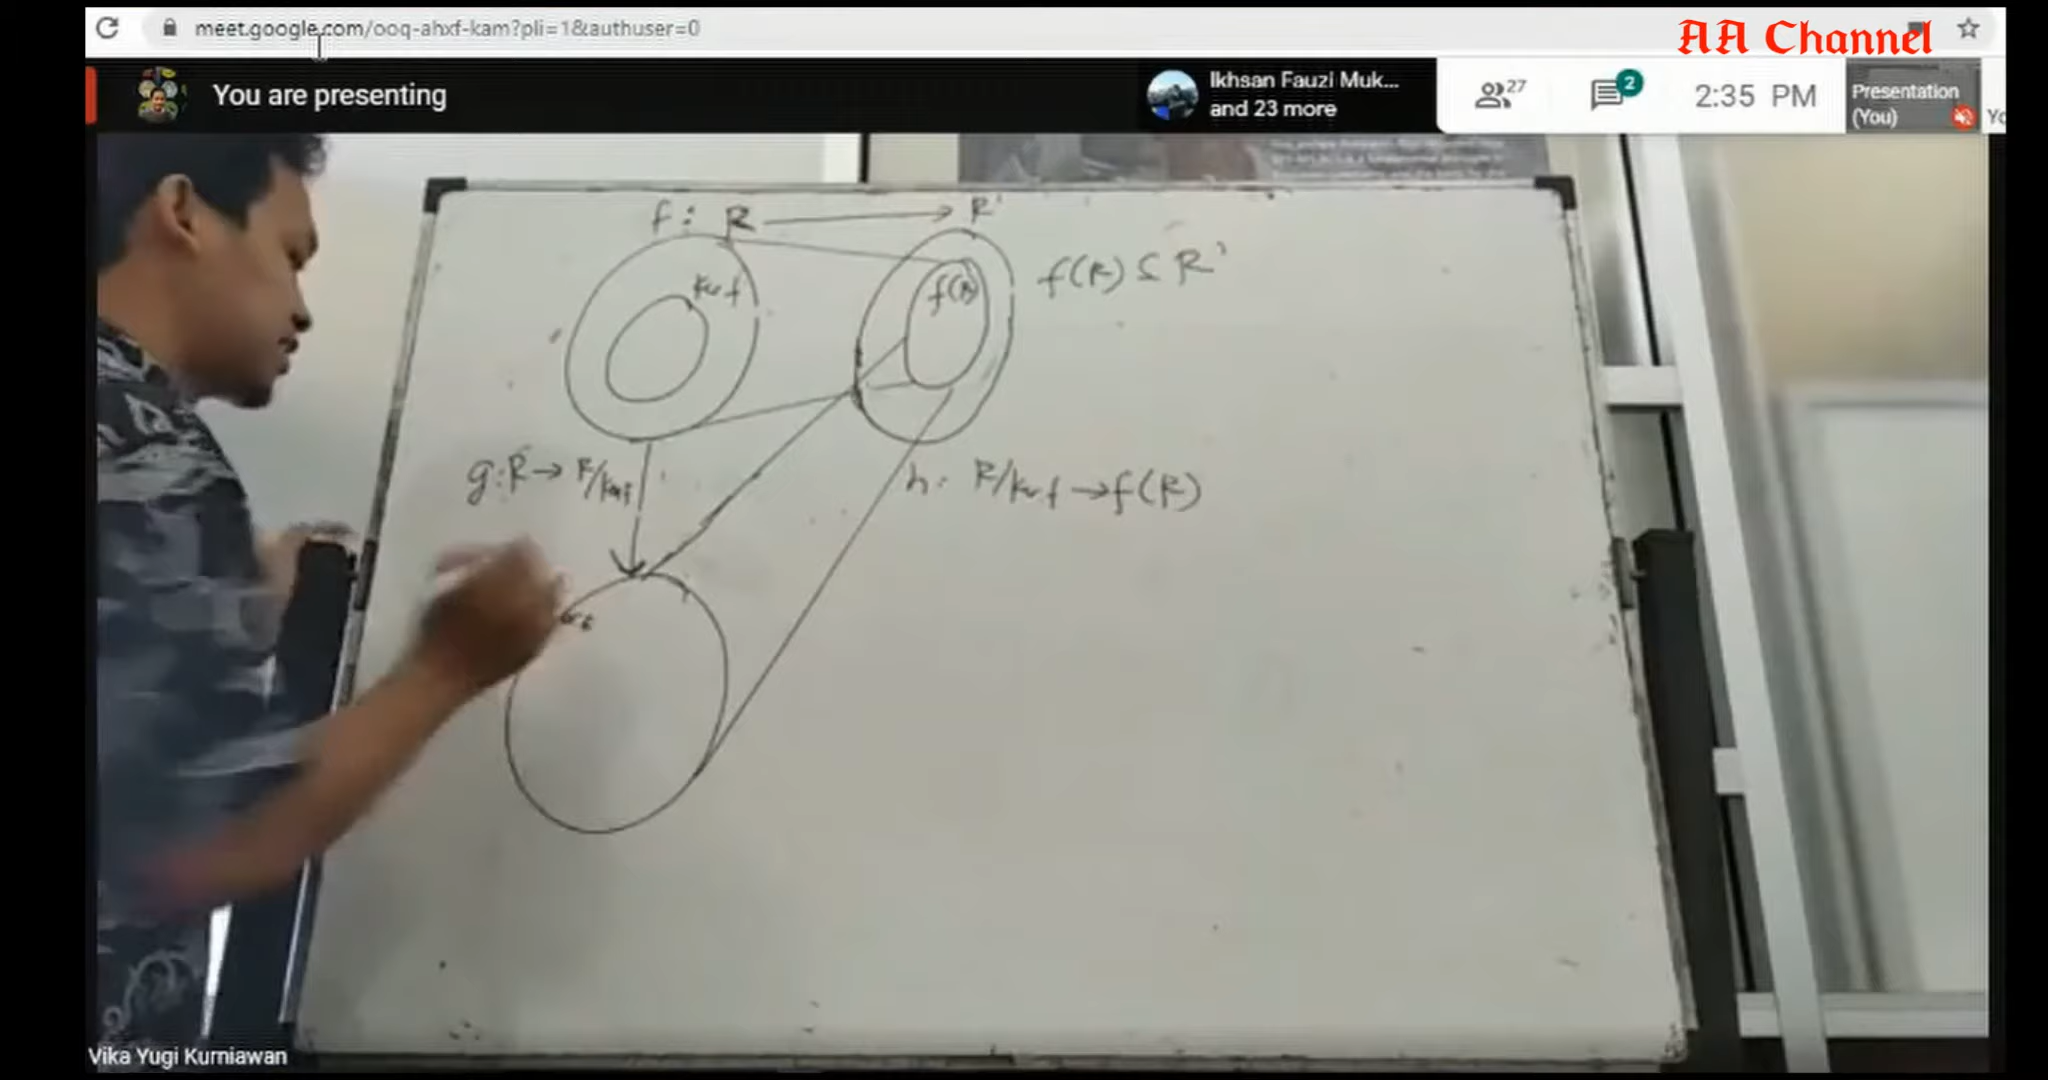 meet.google.com/ooq-ahxf-kam?pli=1&authuser=0
AA Channel
You are presenting
Ikhsan Fauzi Muk...
and 23 more
27
2
2:35 PM
Presentation
(You)
Yo
f: R → R'
Ker f
f(R)
f(R) ⊆ R'
g: R → R/Ker f
h: R/Ker f → f(R)
Vika Yugi Kurniawan